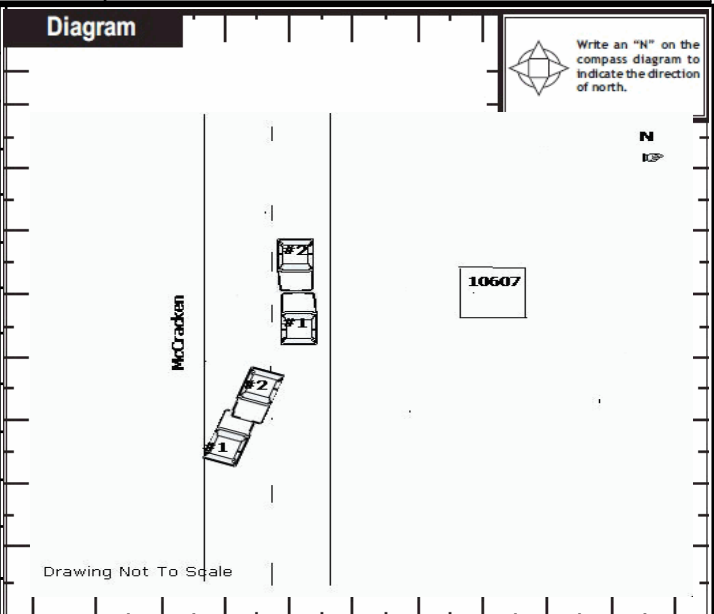 Diagram
Write an “N” on the
compass diagram to
indicate the direction
of north.
N
#2
10607
#1
McCracken
#2
#1
Drawing Not To Scale